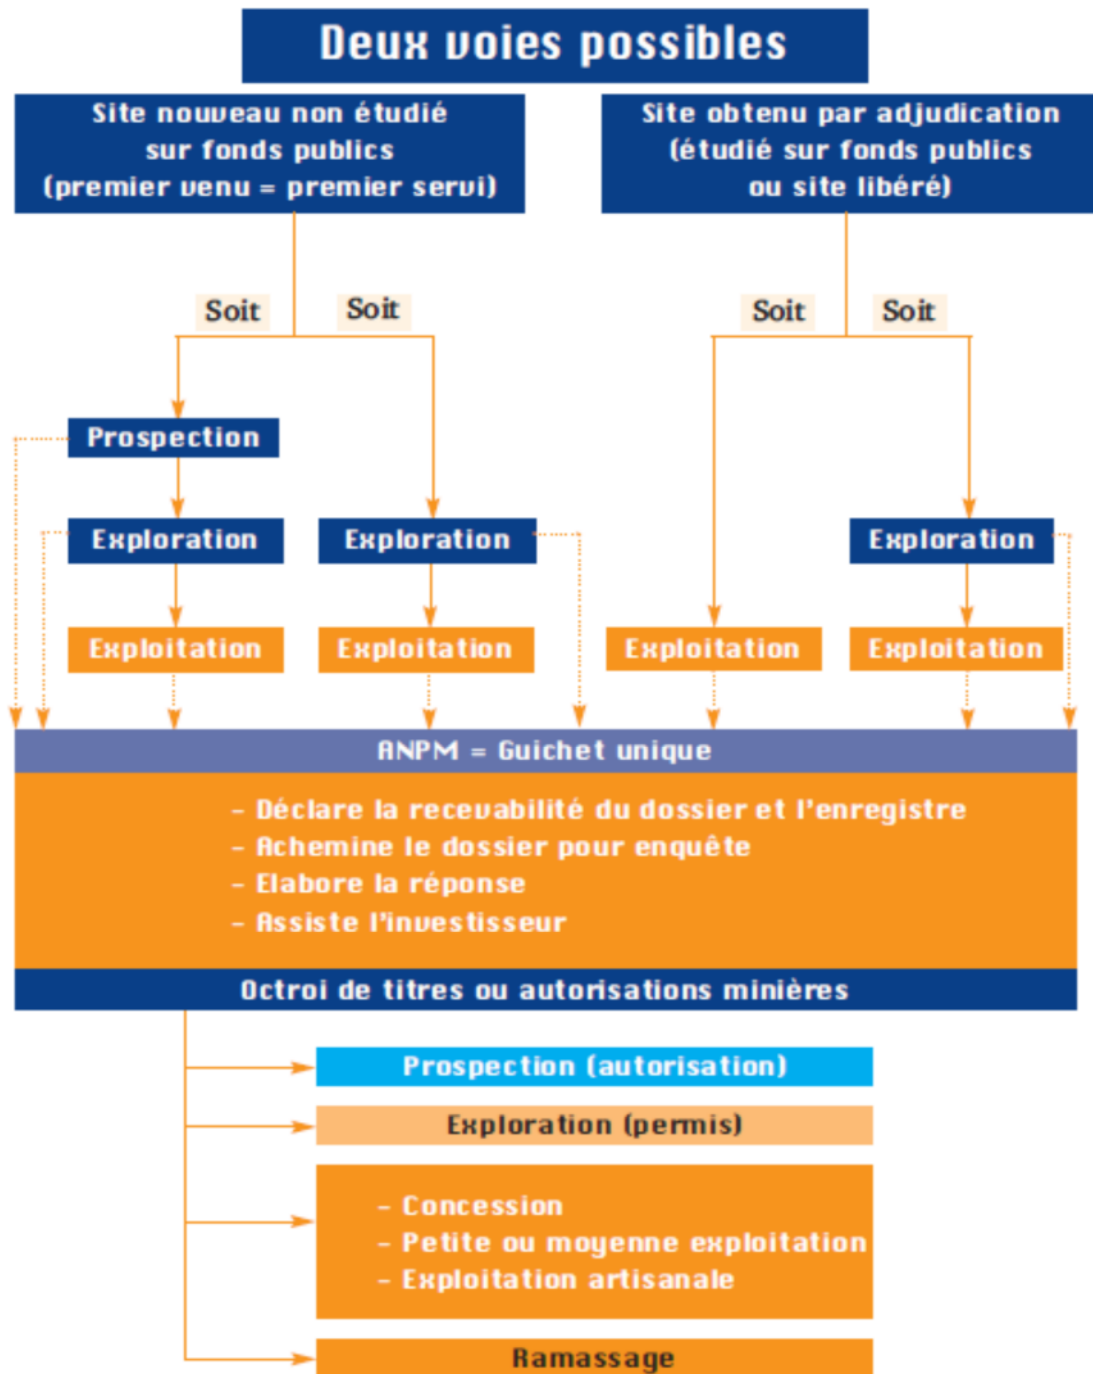 Deux voies possibles
Site nouveau non étudié
sur fonds publics
(premier venu = premier servi)
Site obtenu par adjudication
(étudié sur fonds publics
ou site libéré)
Soit
Soit
Soit
Soit
Prospection
Exploration
Exploration
Exploration
Exploitation
Exploitation
Exploitation
Exploitation
ANPM = Guichet unique
- Déclare la recevabilité du dossier et l'enregistre
- Achemine le dossier pour enquête
- Elabore la réponse
- Assiste l'investisseur
Octroi de titres ou autorisations minières
Prospection (autorisation)
Exploration (permis)
- Concession
- Petite ou moyenne exploitation
- Exploitation artisanale
Ramassage